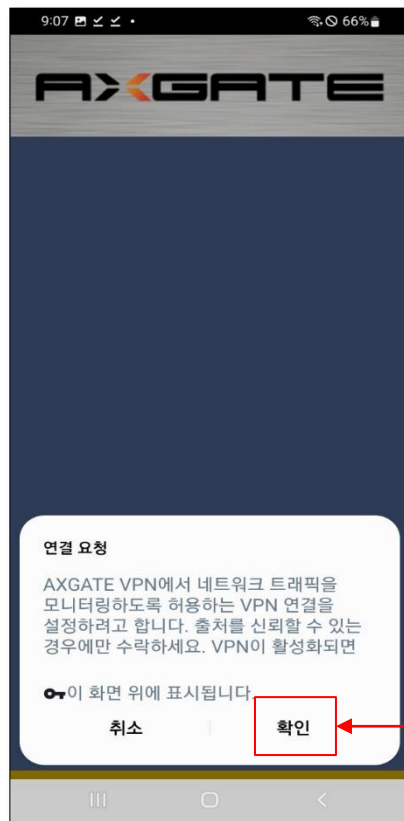 9:07
66%
AXGATE
연결 요청
AXGATE VPN에서 네트워크 트래픽을
모니터링하도록 허용하는 VPN 연결을
설정하려고 합니다. 출처를 신뢰할 수 있는
경우에만 수락하세요. VPN이 활성화되면
이 화면 위에 표시됩니다.
취소
확인